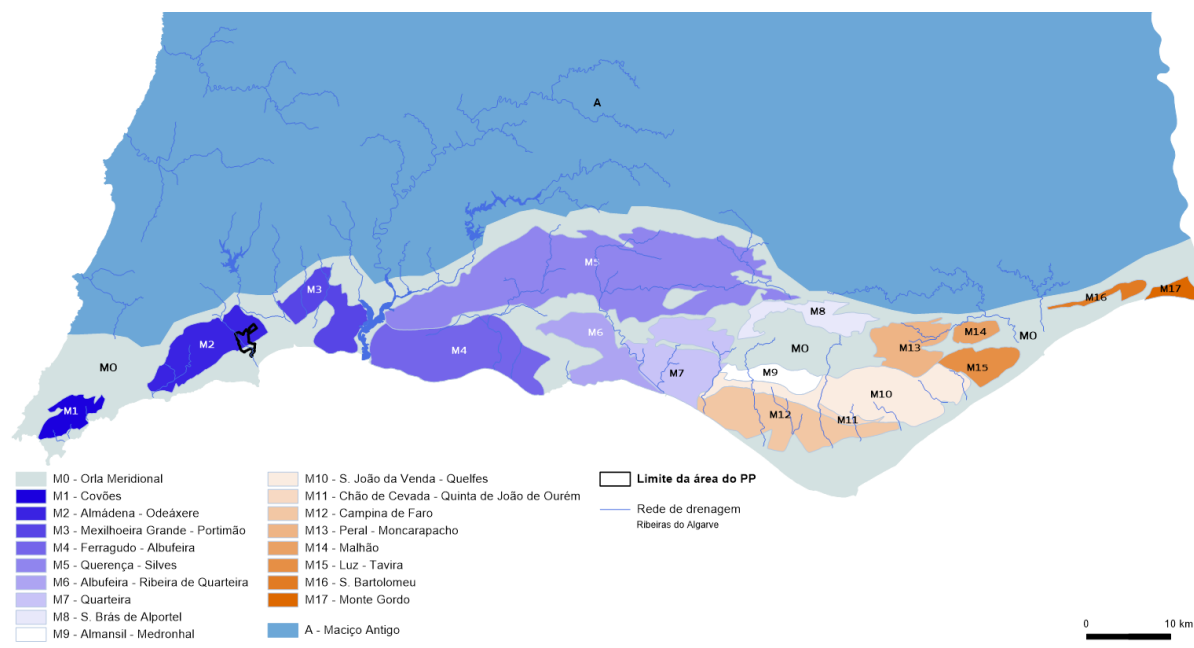 A
M5
M3
M17
M16
M8
M6
M2
M4
M0
M0
M13
M14
M0
M0
M9
M7
M15
M10
M1
M12
M11
M0 - Orla Meridional
M1 - Covões
M2 - Almádena - Odeáxere
M3 - Mexilhoeira Grande - Portimão
M4 - Ferragudo - Albufeira
M5 - Querença - Silves
M6 - Albufeira - Ribeira de Quarteira
M7 - Quarteira
M8 - S. Brás de Alportel
M9 - Almansil - Medronhal
M10 - S. João da Venda - Quelfes
M11 - Chão de Cevada - Quinta de João de Ourém
M12 - Campina de Faro
M13 - Peral - Moncarapacho
M14 - Malhão
M15 - Luz - Tavira
M16 - S. Bartolomeu
M17 - Monte Gordo
A - Maciço Antigo
Limite da área do PP
Rede de drenagem
Ribeiras do Algarve
0 10 km